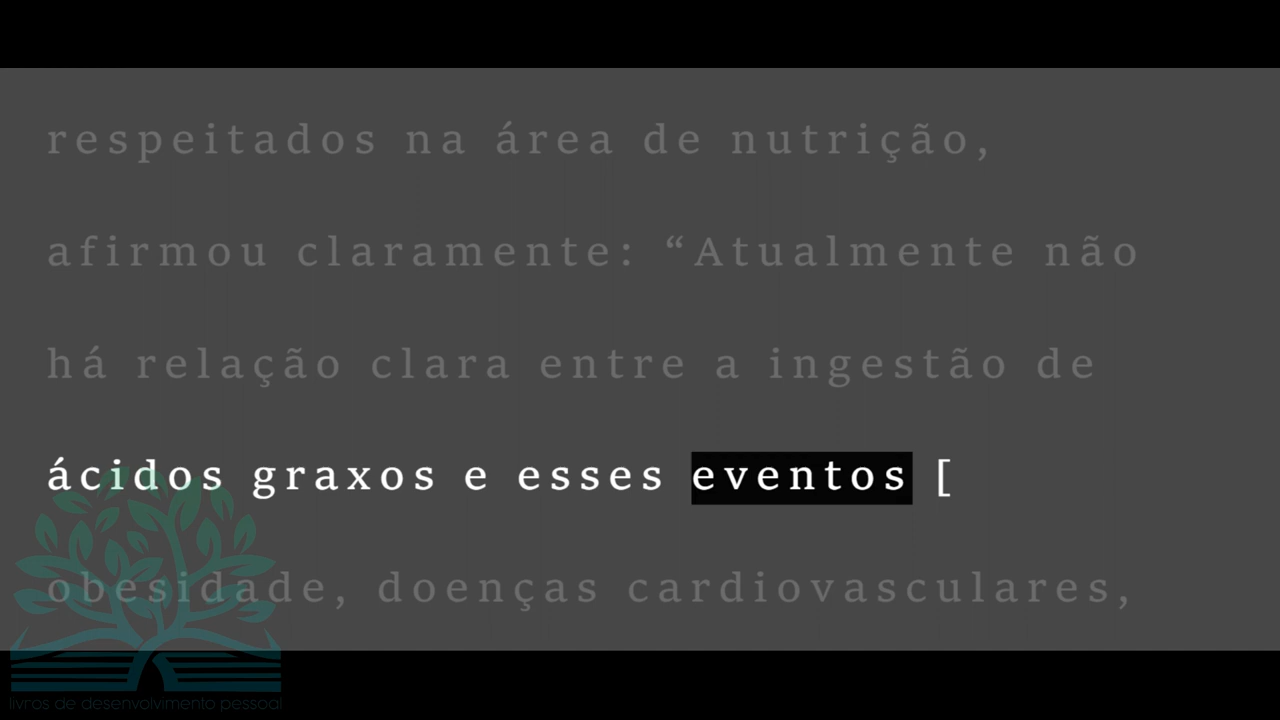 respeitados na área de nutrição,
afirmou claramente: “Atualmente não
há relação clara entre a ingestão de
ácidos graxos e esses eventos [
obesidade, doenças cardiovasculares,
livros de desenvolvimento pessoal